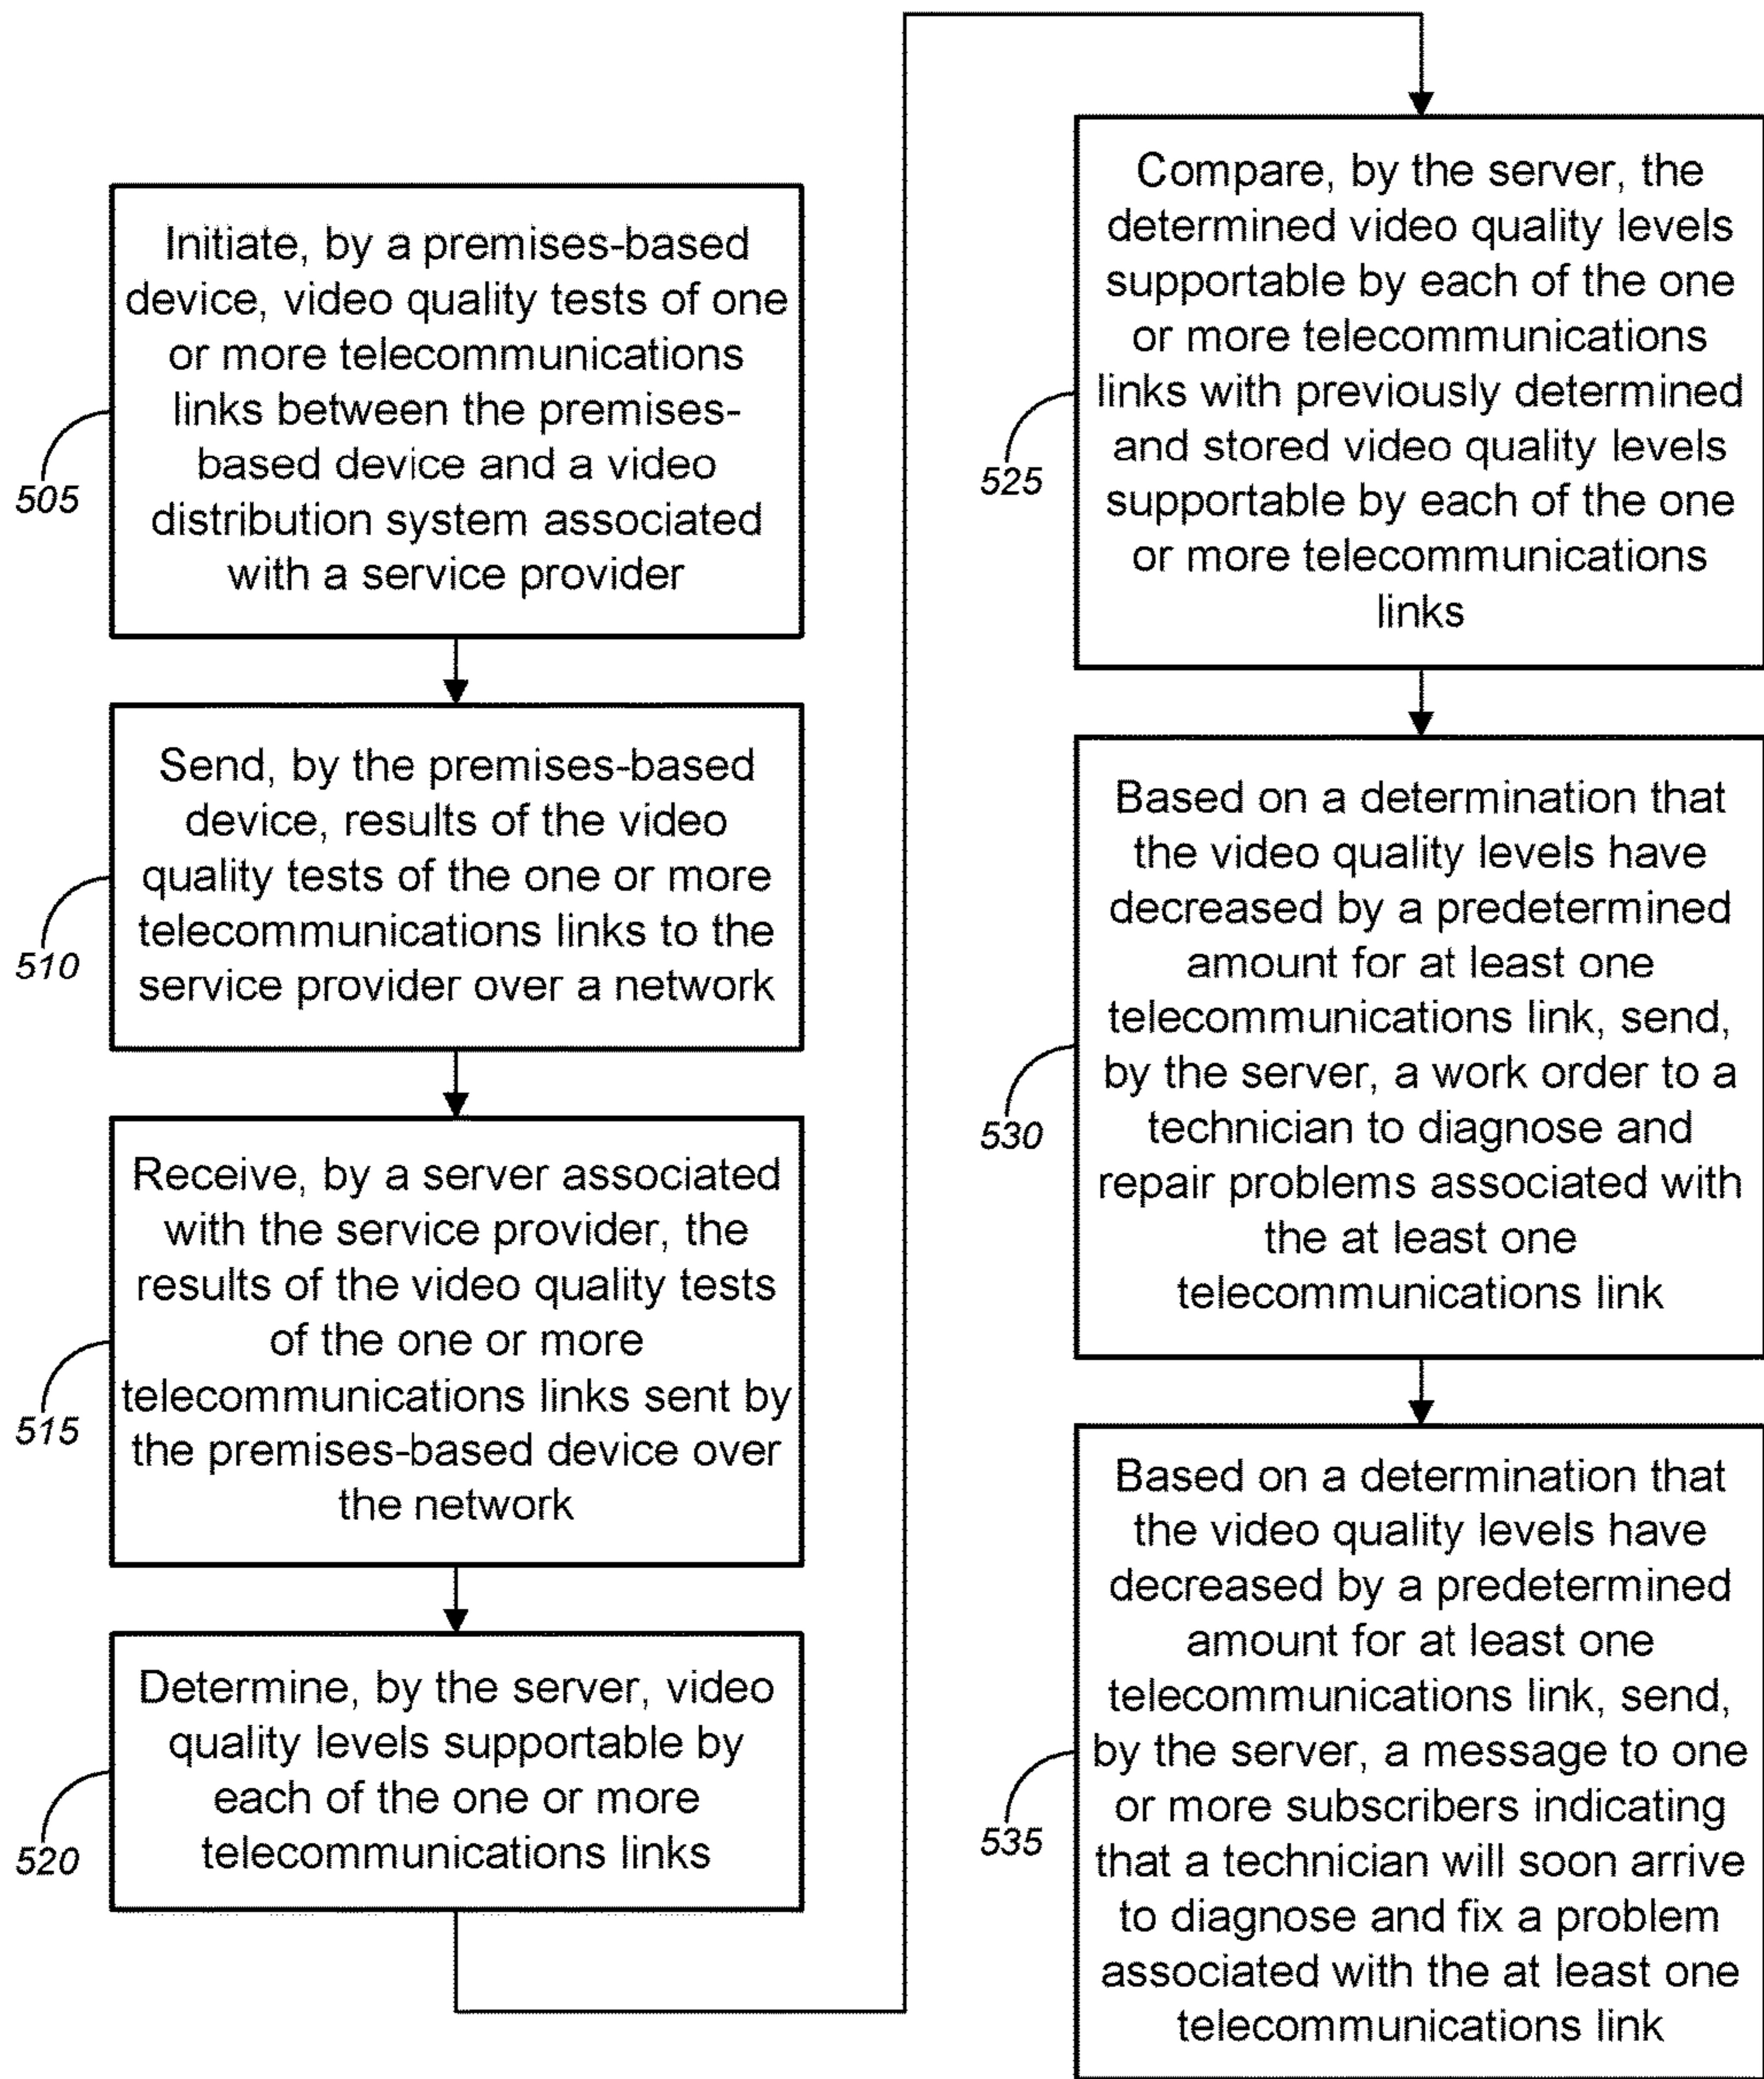 Initiate, by a premises-based
device, video quality tests of one
or more telecommunications
links between the premises-
based device and a video
distribution system associated
with a service provider
505
Send, by the premises-based
device, results of the video
quality tests of the one or more
telecommunications links to the
service provider over a network
510
Receive, by a server associated
with the service provider, the
results of the video quality tests
of the one or more
telecommunications links sent by
the premises-based device over
the network
515
Determine, by the server, video
quality levels supportable by
each of the one or more
telecommunications links
520
Compare, by the server, the
determined video quality levels
supportable by each of the one
or more telecommunications
links with previously determined
and stored video quality levels
supportable by each of the one
or more telecommunications
links
525
Based on a determination that
the video quality levels have
decreased by a predetermined
amount for at least one
telecommunications link, send,
by the server, a work order to a
technician to diagnose and
repair problems associated with
the at least one
telecommunications link
530
Based on a determination that
the video quality levels have
decreased by a predetermined
amount for at least one
telecommunications link, send,
by the server, a message to one
or more subscribers indicating
that a technician will soon arrive
to diagnose and fix a problem
associated with the at least one
telecommunications link
535